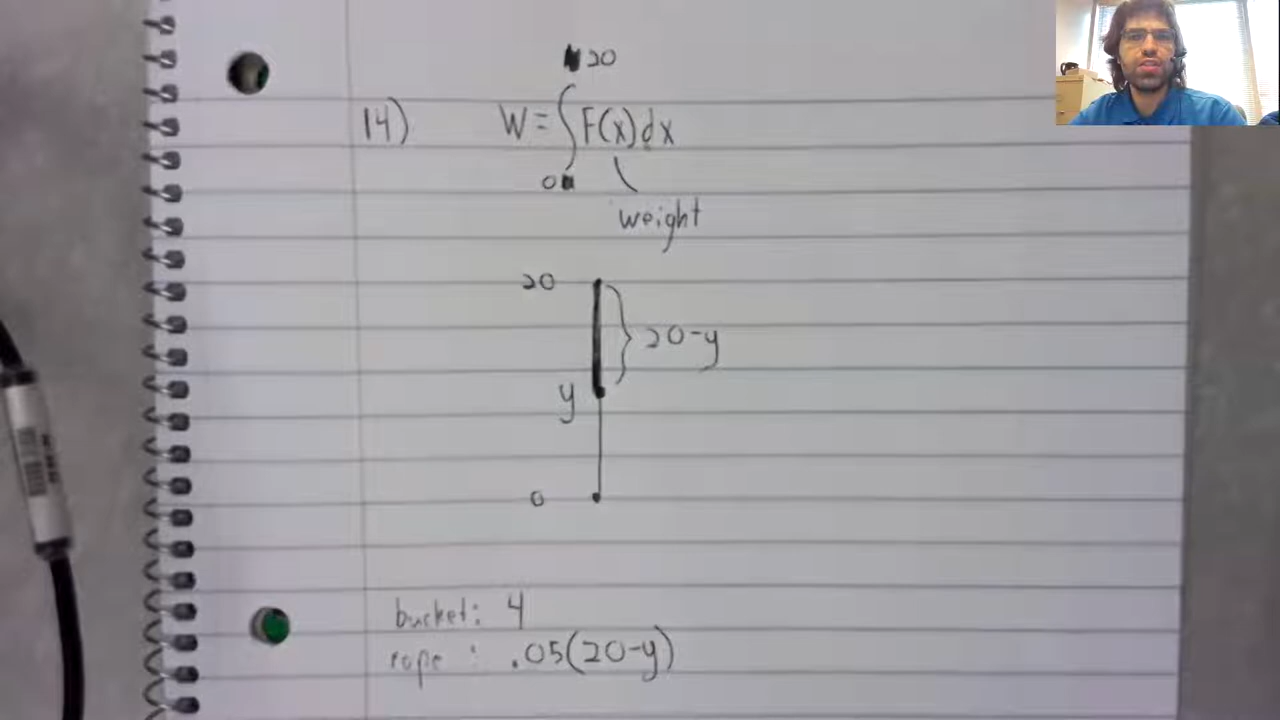 20
14) W = ∫ F(x) dx
0
weight
20
20-y
y
0
bucket: 4
rope : .05(20-y)